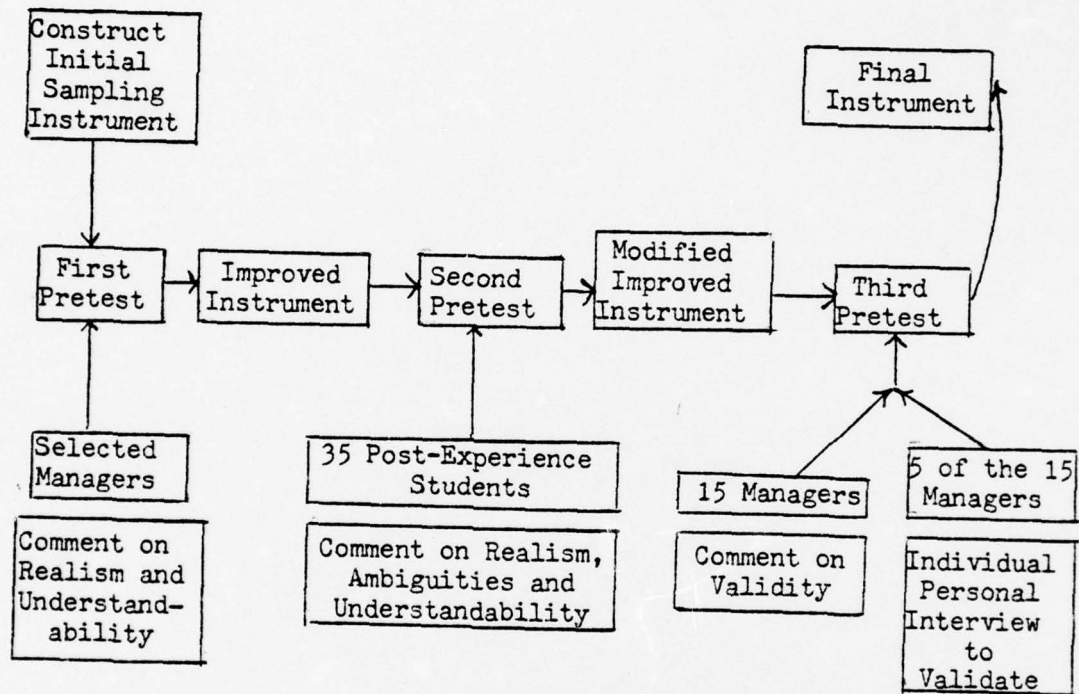 Construct
Initial
Sampling
Instrument
Final
Instrument
First
Pretest
Improved
Instrument
Second
Pretest
Modified
Improved
Instrument
Third
Pretest
Selected
Managers
35 Post-Experience
Students
15 Managers
5 of the 15
Managers
Comment on
Realism and
Understand-
ability
Comment on Realism,
Ambiguities and
Understandability
Comment on
Validity
Individual
Personal
Interview
to
Validate